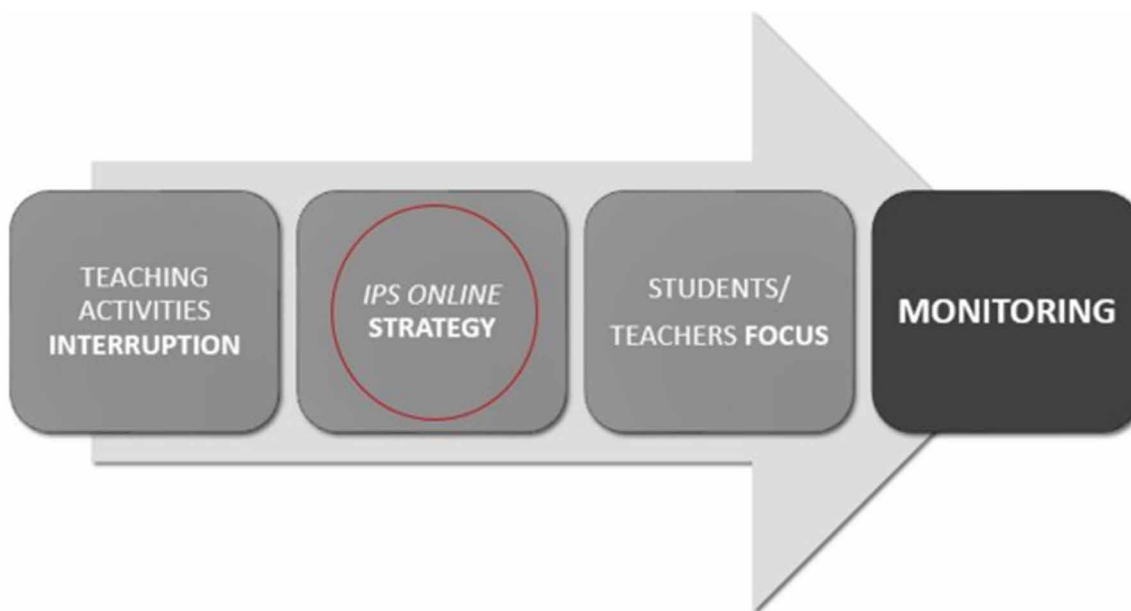 TEACHING
ACTIVITIES
INTERRUPTION
IPS ONLINE
STRATEGY
STUDENTS/
TEACHERS FOCUS
MONITORING